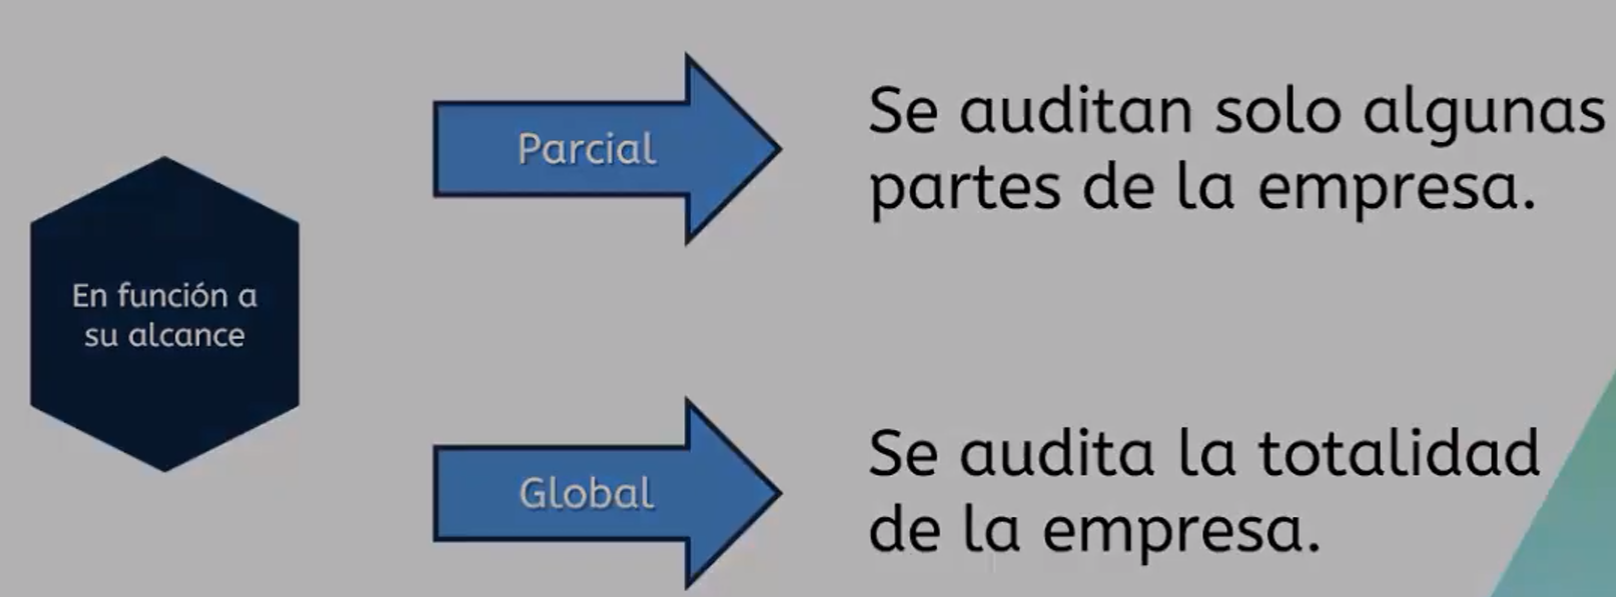 En función a
su alcance
Parcial
Se auditan solo algunas
partes de la empresa.
Global
Se audita la totalidad
de la empresa.